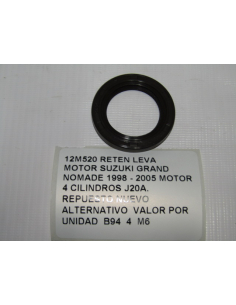 12M520 RETEN LEVA
MOTOR SUZUKI GRAND
NOMADE 1998 - 2005 MOTOR
4 CILINDROS J20A.
REPUESTO NUEVO
ALTERNATIVO VALOR POR
UNIDAD B94 4 M6